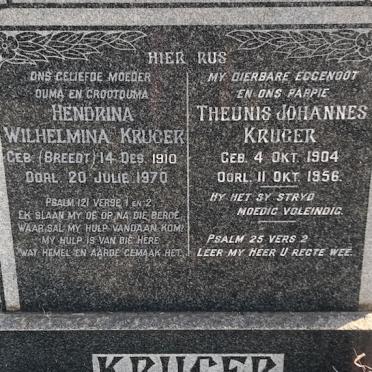 HIER RUS
ONS GELIEFDE MOEDER
OUMA EN GROOTOUMA
HENDRINA
WILHELMINA KRUGER
GEB. (BREEDT) 14 DES. 1910
OORL. 20 JULIE 1970
PSALM 121 VERSE 1 EN 2
EK SLAAN MY OË OP NA DIE BERGE.
WAAR SAL MY HULP VANDAAN KOM?
MY HULP IS VAN DIE HERE
WAT HEMEL EN AARDE GEMAAK HET.
MY DIERBARE EGGENOOT
EN ONS PAPPIE
THEUNIS JOHANNES
KRUGER
GEB. 4 OKT. 1904
OORL. 11 OKT. 1956.
HY HET SY STRYD
MOEDIG VOLEINDIG.
PSALM 25 VERS 2
LEER MY HEER U REGTE WEË.
KRUGER